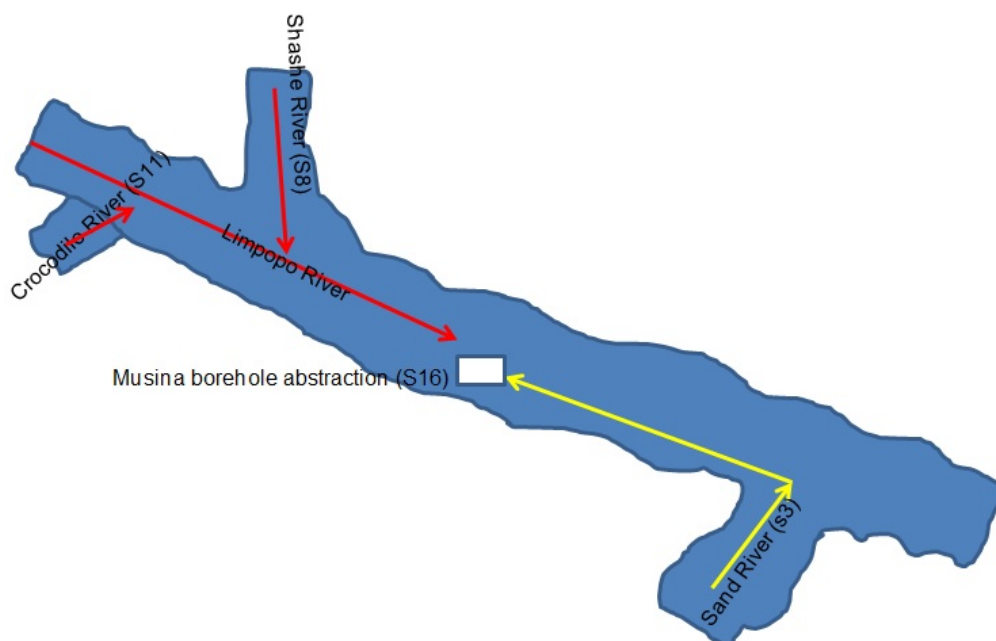 Shashe River (S8)
Crocodile River (S11)
Limpopo River
Musina borehole abstraction (S16)
Sand River (s3)